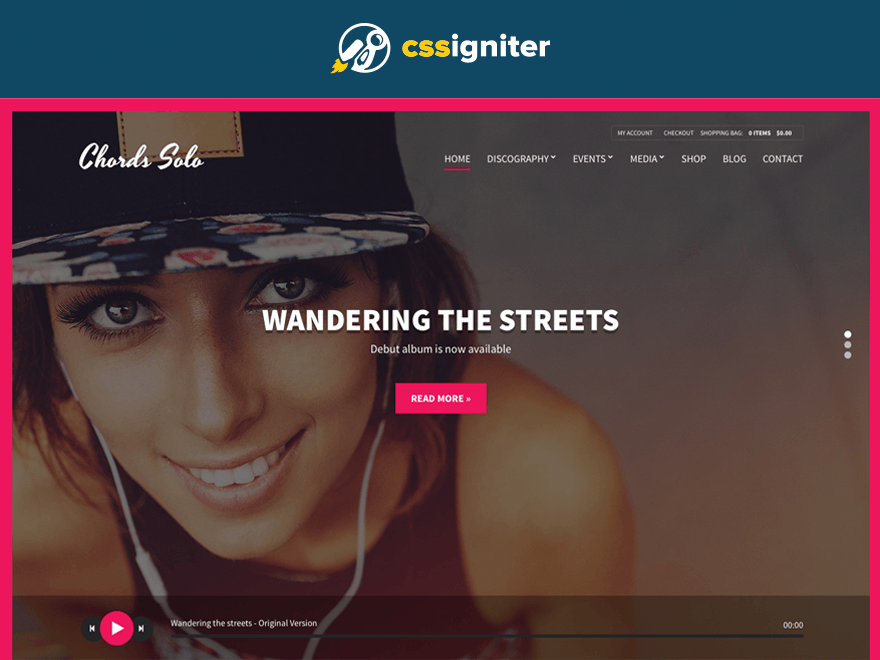 cssigniter
MY ACCOUNT CHECKOUT SHOPPING BAG: 0 ITEMS $0.00
Chords Solo
HOME DISCOGRAPHY EVENTS MEDIA SHOP BLOG CONTACT
WANDERING THE STREETS
Debut album is now available
READ MORE »
Wandering the streets - Original Version
00:00